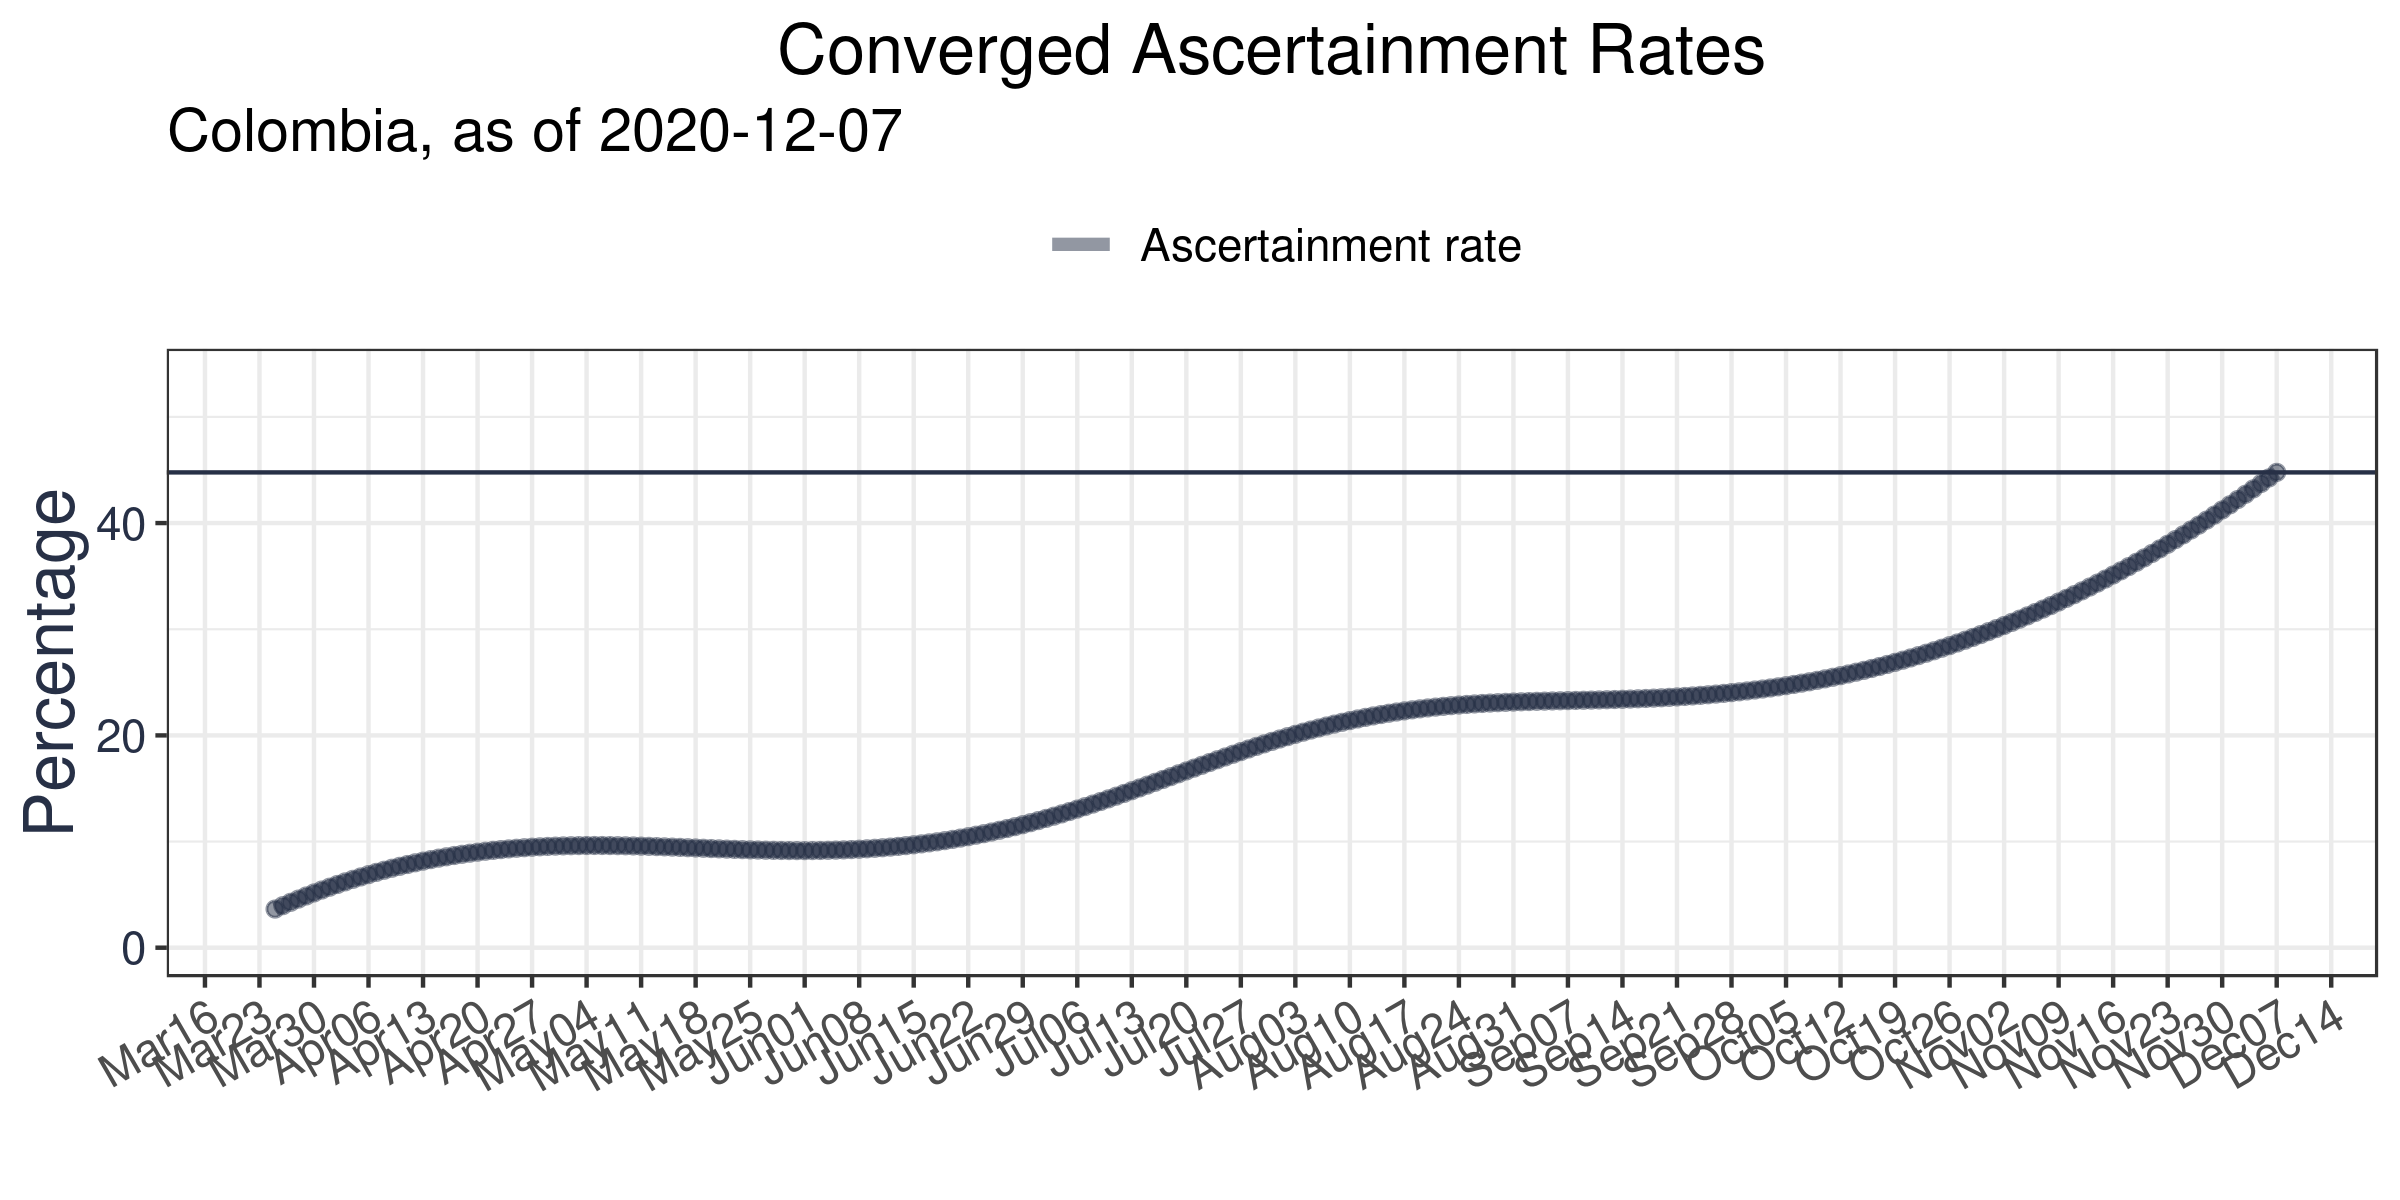 Converged Ascertainment Rates
Colombia, as of 2020-12-07
Ascertainment rate
Percentage
40
20
0
Mar16
Mar23
Mar30
Apr06
Apr13
Apr20
Apr27
May04
May11
May18
May25
Jun01
Jun08
Jun15
Jun22
Jun29
Jul06
Jul13
Jul20
Jul27
Aug03
Aug10
Aug17
Aug24
Aug31
Sep07
Sep14
Sep21
Sep28
Oct05
Oct12
Oct19
Oct26
Nov02
Nov09
Nov16
Nov23
Nov30
Dec07
Dec14